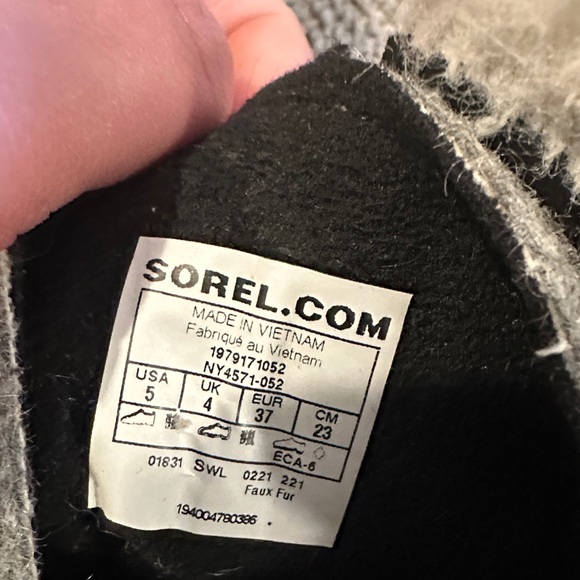 SOREL.COM
MADE IN VIETNAM
Fabriqué au Vietnam
1979171052
NY4571-052
USA UK EUR CM
5 4 37 23
ECA-6
01831 SWL 0221 221
Faux Fur
194004780396